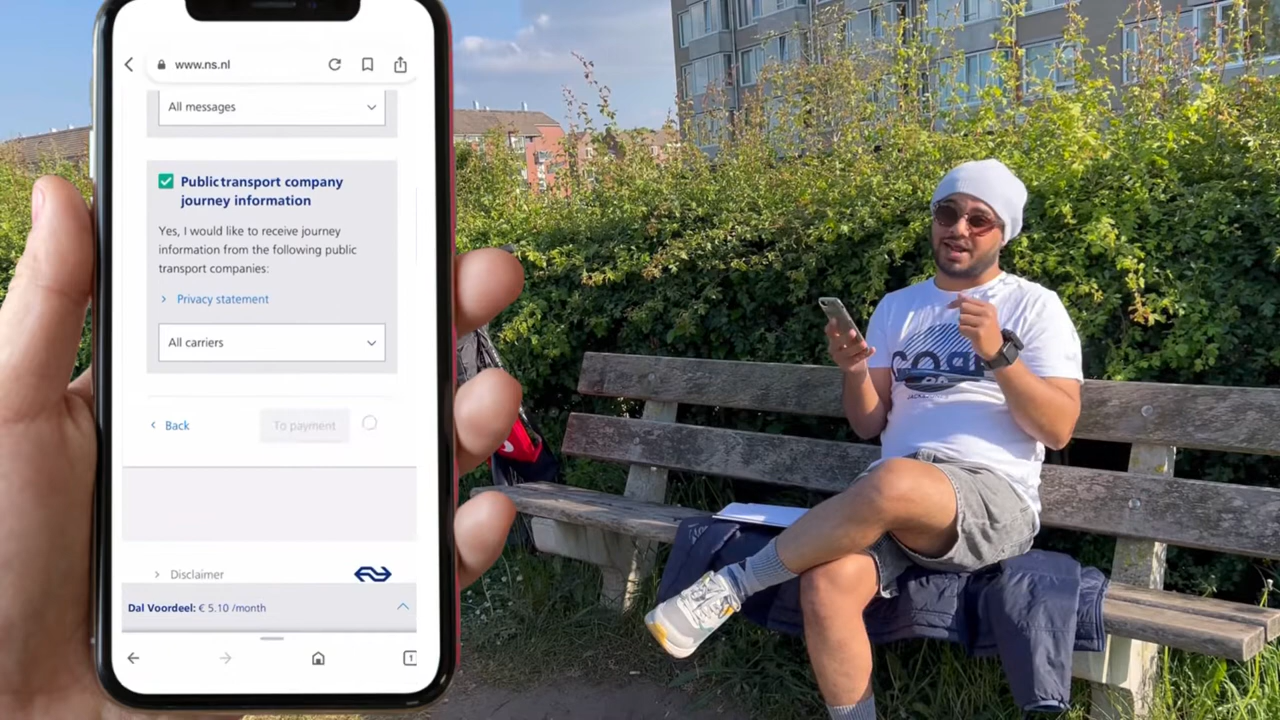 www.ns.nl
All messages
Public transport company
journey information
Yes, I would like to receive journey
information from the following public
transport companies:
Privacy statement
All carriers
Back
To payment
Disclaimer
Dal Voordeel: € 5.10 /month
1